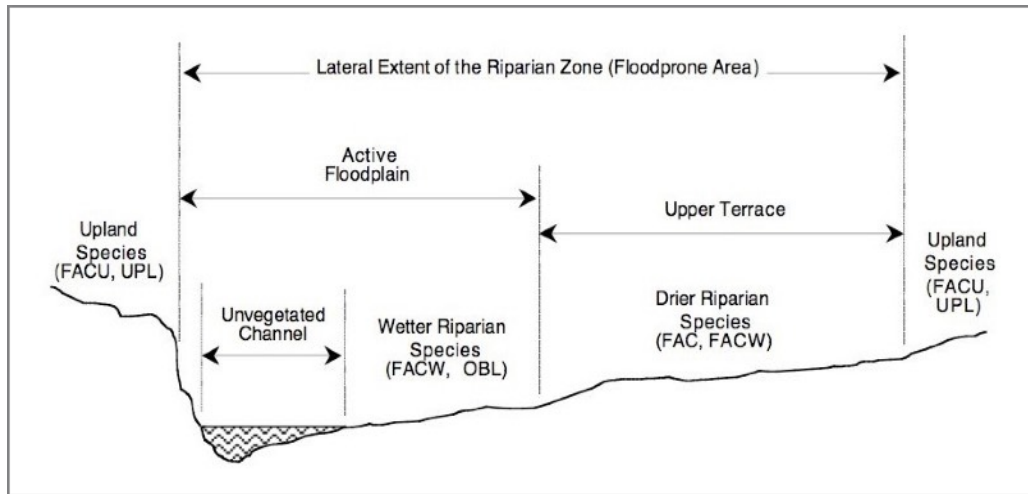 Lateral Extent of the Riparian Zone (Floodprone Area)
Active
Floodplain
Upper Terrace
Upland
Species
(FACU, UPL)
Unvegetated
Channel
Wetter Riparian
Species
(FACW, OBL)
Drier Riparian
Species
(FAC, FACW)
Upland
Species
(FACU,
UPL)